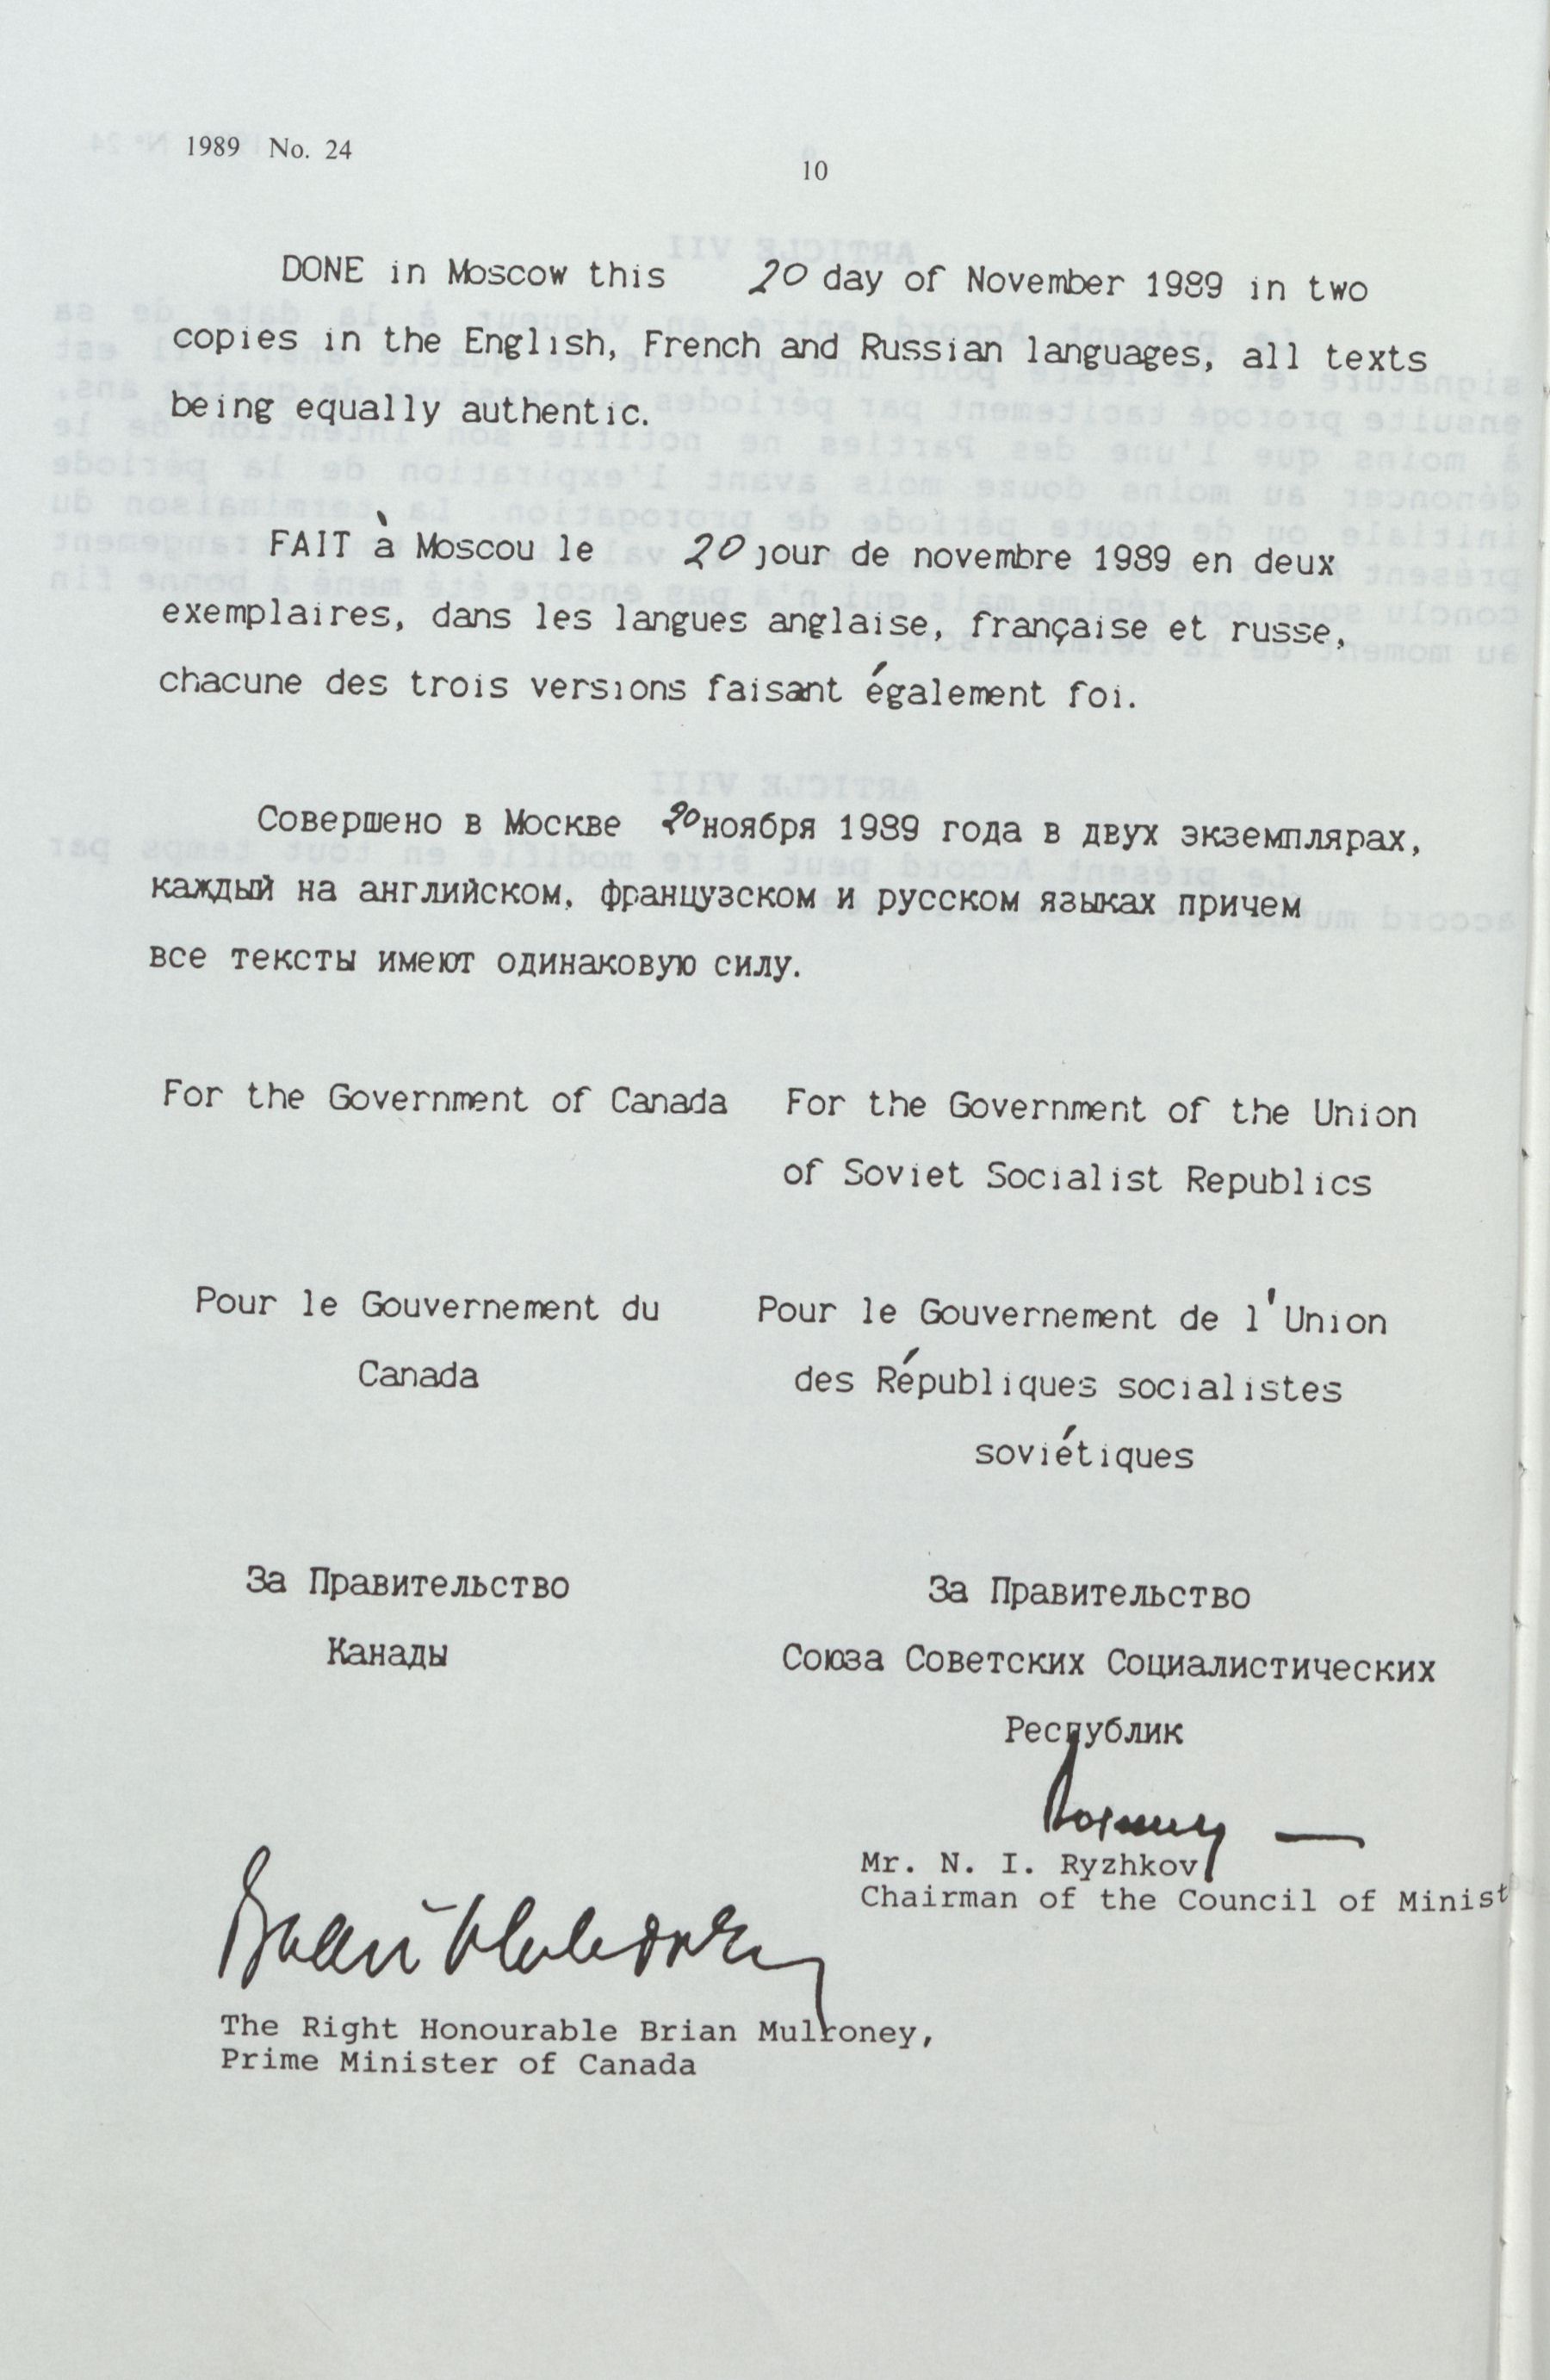 1989 No. 24
10
DONE in Moscow this 20 day of November 1989 in two
copies in the English, French and Russian languages, all texts
being equally authentic.
FAIT à Moscou le 20 jour de novembre 1989 en deux
exemplaires, dans les langues anglaise, française et russe,
chacune des trois versions faisant également foi.
Совершено в Москве 20 ноября 1989 года в двух экземплярах,
каждый на английском, французском и русском языках причем
все тексты имеют одинаковую силу.
For the Government of Canada
For the Government of the Union
of Soviet Socialist Republics
Pour le Gouvernement du
Canada
Pour le Gouvernement de l'Union
des Républiques socialistes
soviétiques
За Правительство
Канады
За Правительство
Союза Советских Социалистических
Республик
Mr. N. I. Ryzhkov
Chairman of the Council of Minist
Brian Mulroney
The Right Honourable Brian Mulroney,
Prime Minister of Canada